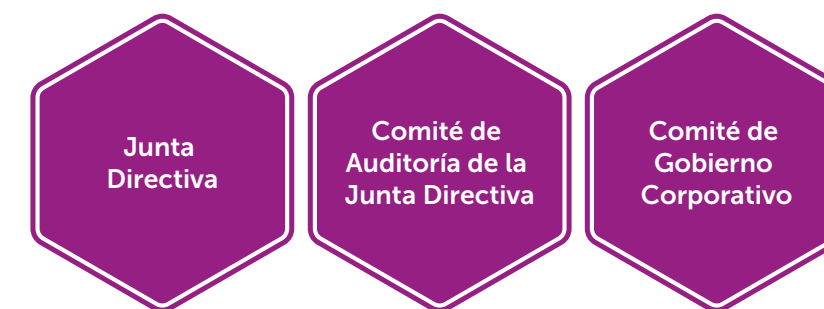 Junta
Directiva
Comité de
Auditoría de la
Junta Directiva
Comité de
Gobierno
Corporativo